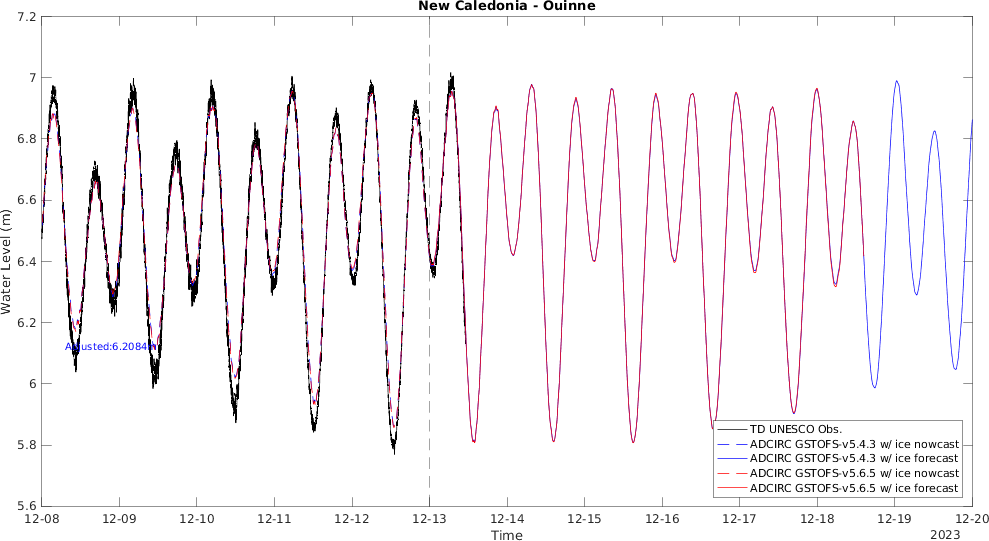 New Caledonia - Ouinne
7.2
7
6.8
6.6
6.4
6.2
6
5.8
5.6
Water Level (m)
TD UNESCO Obs.
ADCIRC GSTOFS-v5.4.3 w/ ice nowcast
ADCIRC GSTOFS-v5.4.3 w/ ice forecast
ADCIRC GSTOFS-v5.6.5 w/ ice nowcast
ADCIRC GSTOFS-v5.6.5 w/ ice forecast
12-08 12-09 12-10 12-11 12-12 12-13 12-14 12-15 12-16 12-17 12-18 12-19 12-20
Time
2023